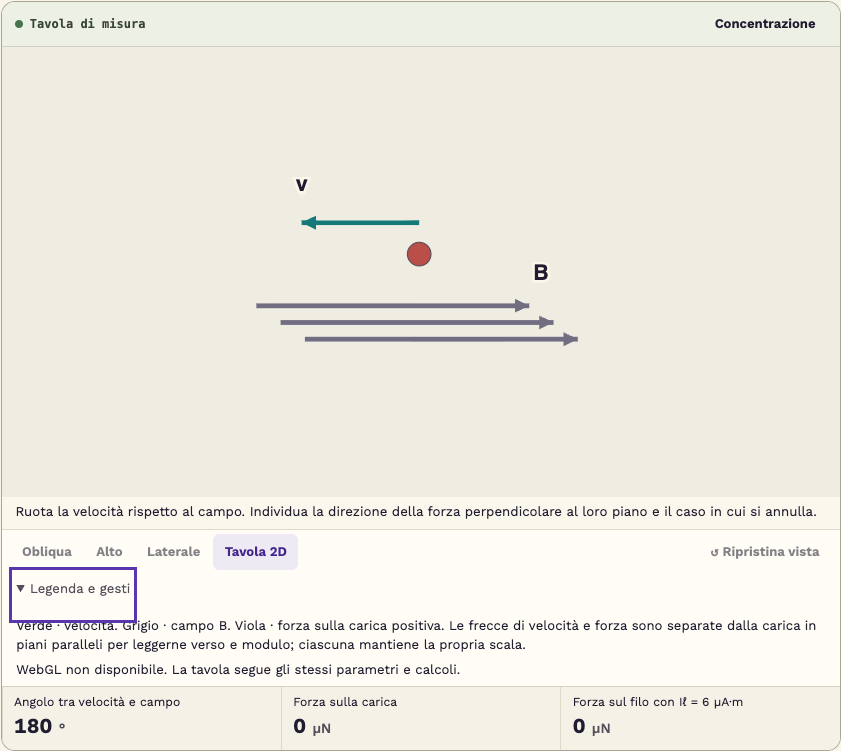 Tavola di misura
Concentrazione
v
B
Ruota la velocità rispetto al campo. Individua la direzione della forza perpendicolare al loro piano e il caso in cui si annulla.
Obliqua Alto Laterale Tavola 2D ↺ Ripristina vista
▼ Legenda e gesti
Verde · velocità. Grigio · campo B. Viola · forza sulla carica positiva. Le frecce di velocità e forza sono separate dalla carica in
piani paralleli per leggerne verso e modulo; ciascuna mantiene la propria scala.
WebGL non disponibile. La tavola segue gli stessi parametri e calcoli.
Angolo tra velocità e campo
180 °
Forza sulla carica
0 μN
Forza sul filo con Iℓ = 6 μA·m
0 μN